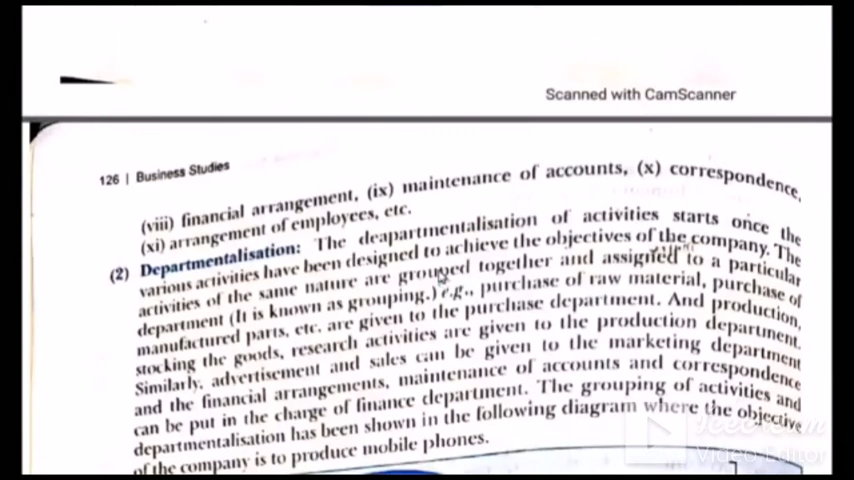 Scanned with CamScanner
126 | Business Studies
(viii) financial arrangement, (ix) maintenance of accounts, (x) correspondence,
(xi) arrangement of employees, etc.
(2) Departmentalisation: The deapartmentalisation of activities starts once the
various activities have been designed to achieve the objectives of the company. The
activities of the same nature are grouped together and assigned to a particular
department (It is known as grouping.) e.g., purchase of raw material, purchase of
manufactured parts, etc. are given to the purchase department. And production,
stocking the goods, research activities are given to the production department.
Similarly, advertisement and sales can be given to the marketing department
and the financial arrangements, maintenance of accounts and correspondence
can be put in the charge of finance department. The grouping of activities and
departmentalisation has been shown in the following diagram where the objective
of the company is to produce mobile phones.
Video Editor